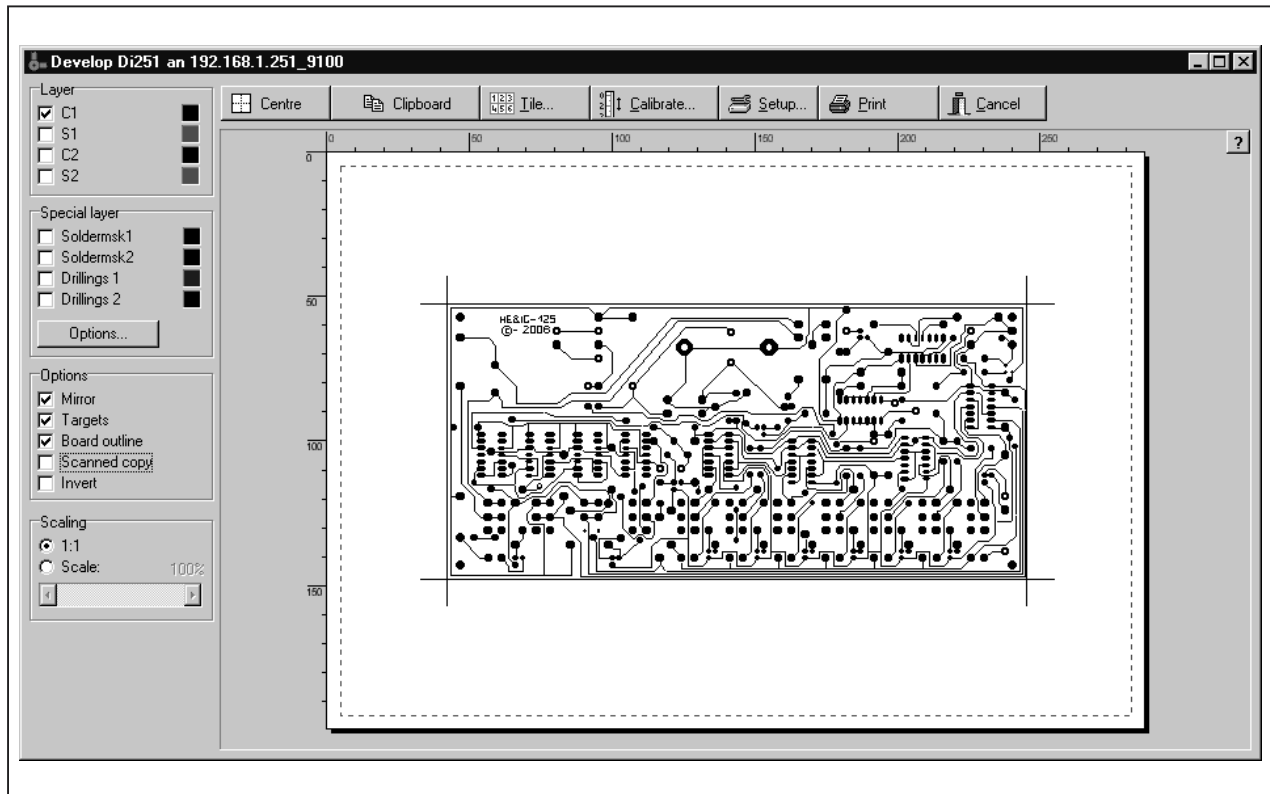 Develop Di251 an 192.168.1.251_9100
Layer
C1
S1
C2
S2
Special layer
Soldermsk1
Soldermsk2
Drillings 1
Drillings 2
Options...
Options
Mirror
Targets
Board outline
Scanned copy
Invert
Scaling
1:1
Scale: 100%
Centre Clipboard Tile... Calibrate... Setup... Print Cancel
?
0 50 100 150 200 250
0
50
100
150
HE&IC-425
©- 2006